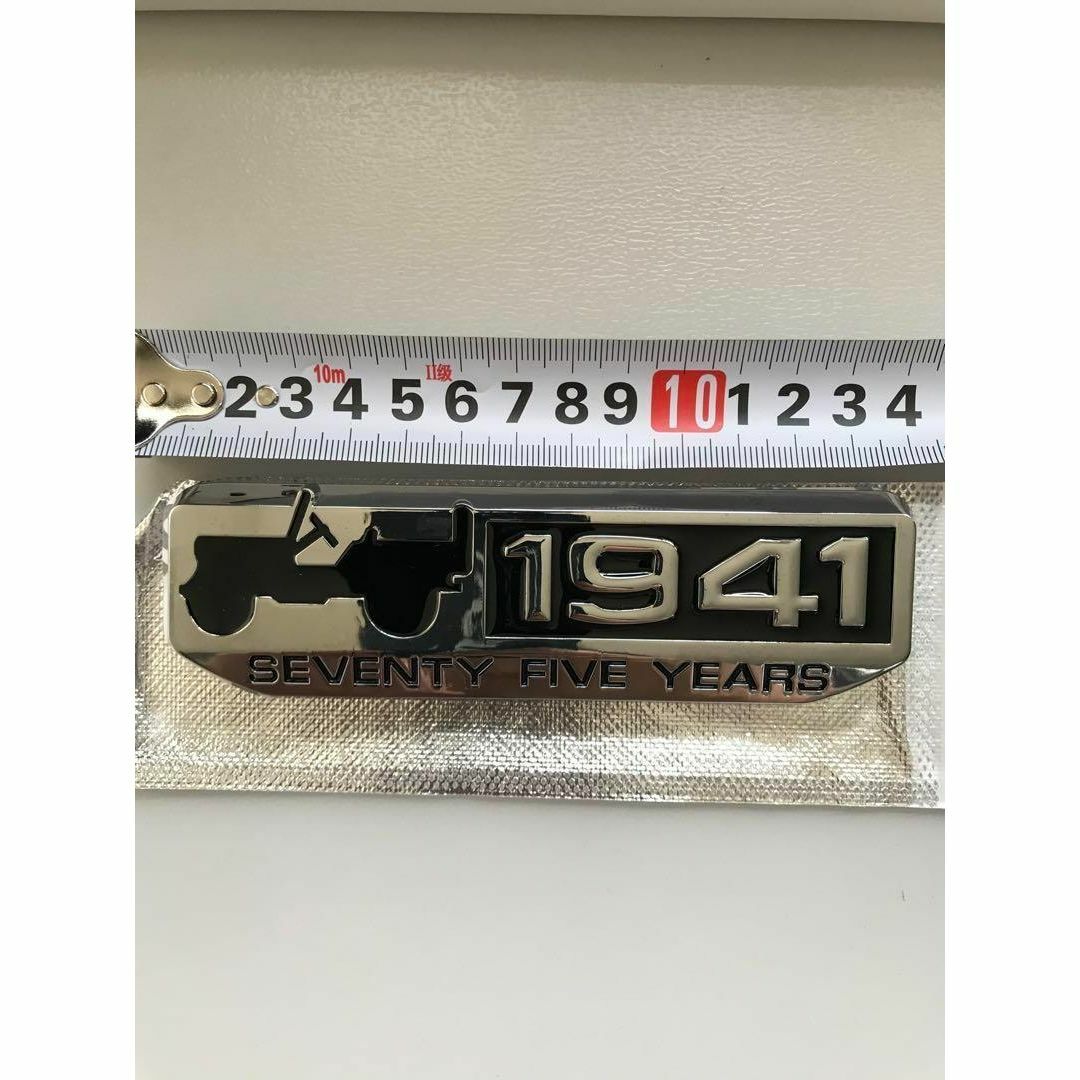 10m II级
2 3 4 5 6 7 8 9 10 1 2 3 4
1941
SEVENTY FIVE YEARS